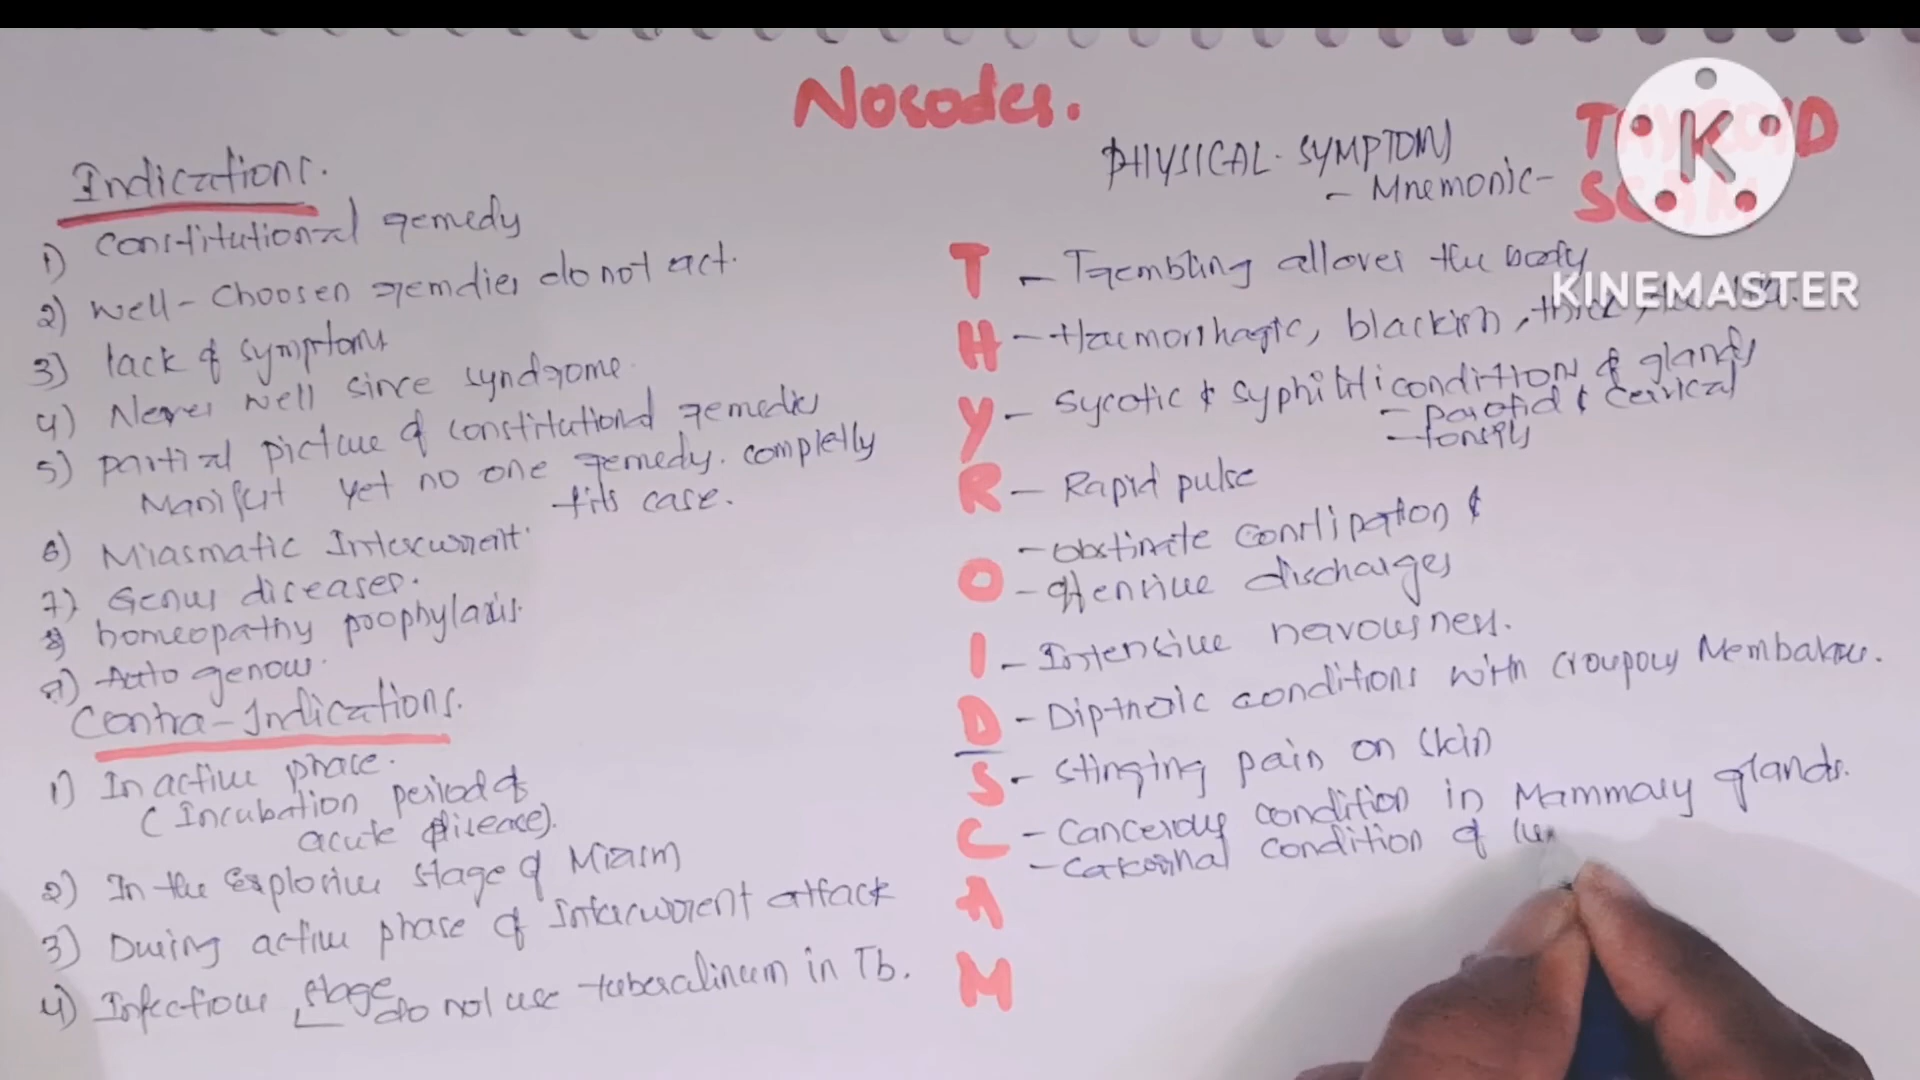 Nosodes.
Indications.
1) Constitutional remedy
2) well-Choosen remdies do not act.
3) lack of symptoms
4) Never well since syndrome.
5) partial picture of constitutional remedies
Manifest yet no one remedy. completly
fits case.
6) Miasmatic Intercurrent.
7) Genus diseases.
8) homeopathy prophylaxis.
9) Auto genous.
Contra-Indications.
1) In active phase.
( Incubation period of
acute disease).
2) In the Explosive stage of Miasm
3) During active phase of Intercurrent attack
4) Infectious stage
do not use tuberculinum in Tb.
PHYSICAL. SYMPTOMS
- Mnemonic-
K
KINEMASTER
T - Trembling allover the body
H - Haemorrhagic, blackish, thick,
Y - Sycotic & syphilitic condition of glands
- parotid & cervical
- tonsils
R - Rapid pulse
- obstinate constipation &
O - offensive discharges
I - Intensive nervousness.
D - Diptheric conditions with croupous Membakrus.
S - Stinging pain on skin
C - Cancerous condition in Mammary glands.
- catarrhal condition of
A
M